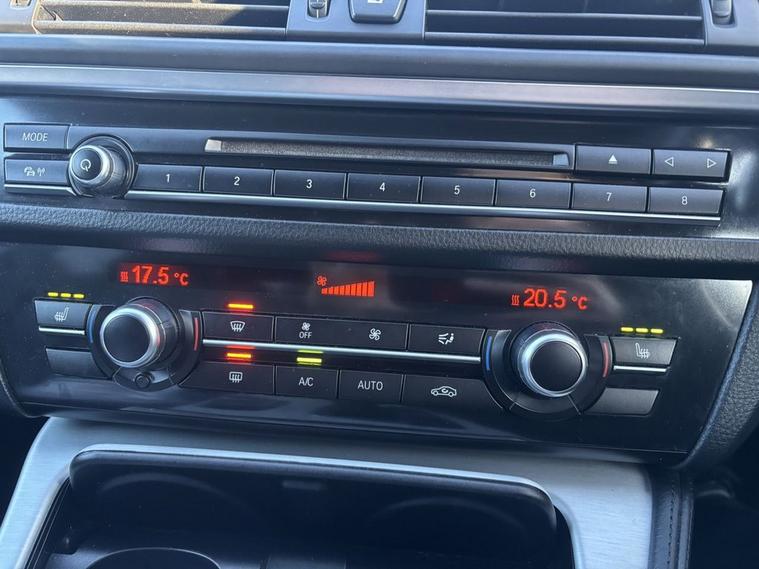 MODE
1 2 3 4 5 6 7 8
17.5 °C
20.5 °C
OFF
A/C AUTO